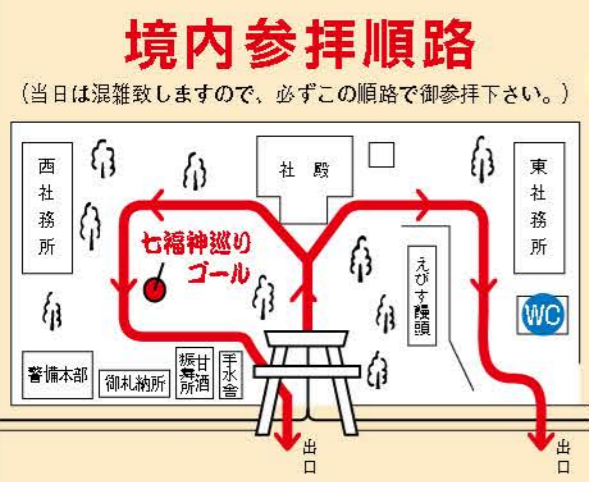 境内参拝順路
(当日は混雑致しますので、必ずこの順路で御参拝下さい。)
西社務所
社殿
東社務所
七福神巡り
ゴール
えびす饅頭
WC
警備本部
御札納所
甘酒
振舞所
手水舎
出口
出口